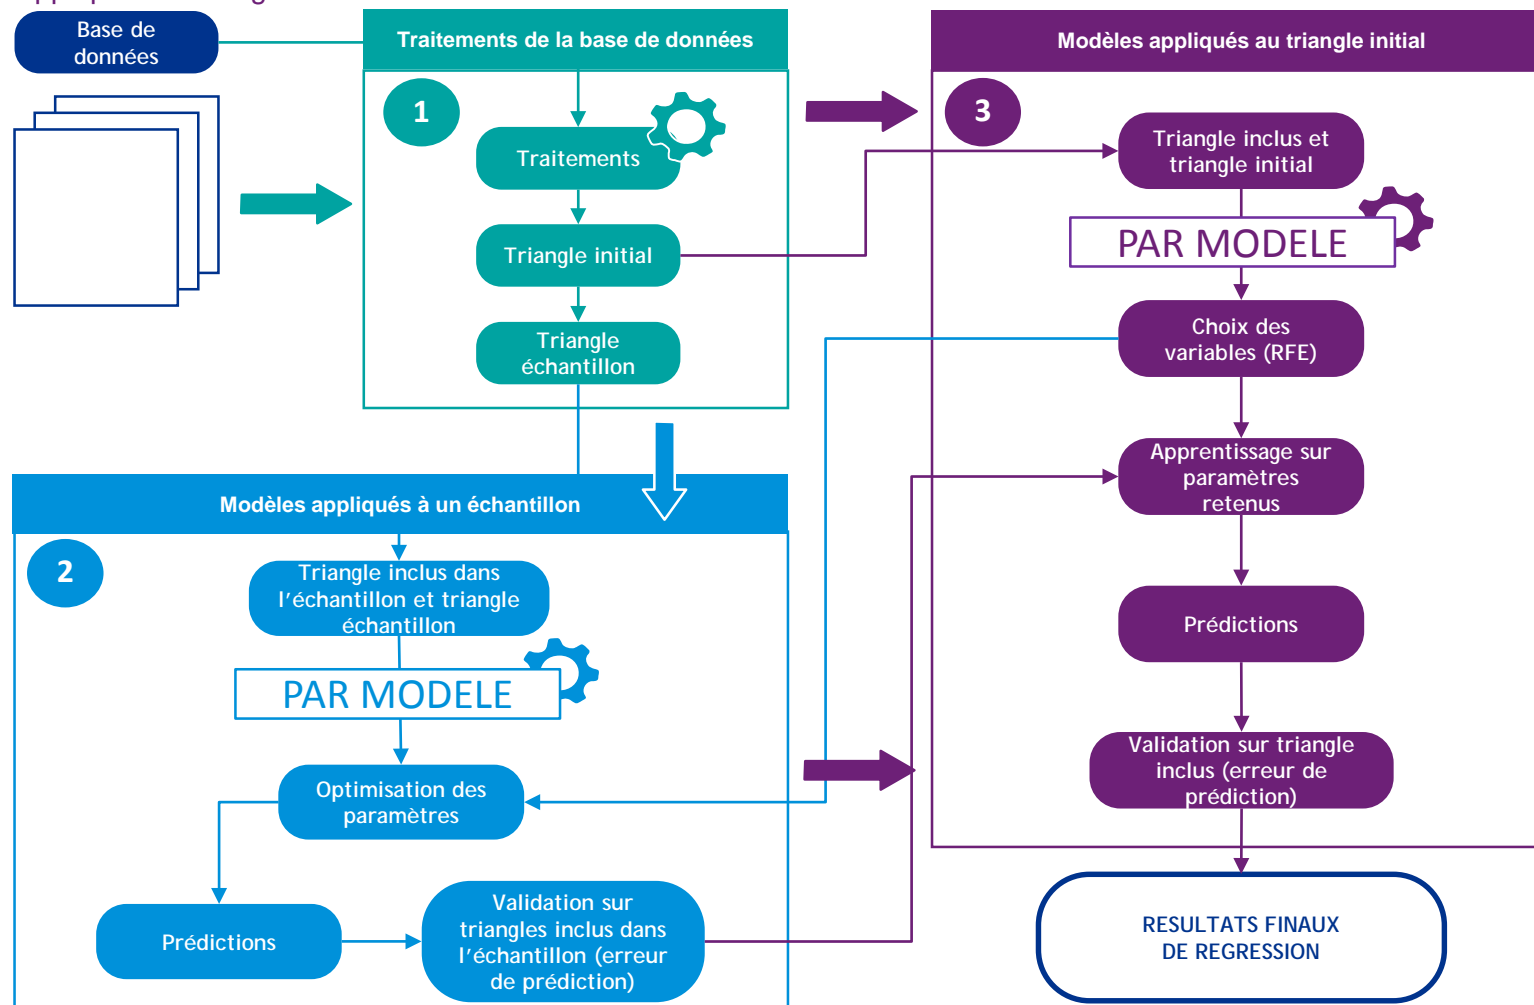 Base de
données
Traitements de la base de données
1
Traitements
Triangle initial
Triangle
échantillon
Modèles appliqués à un échantillon
2
Triangle inclus dans
l'échantillon et triangle
échantillon
PAR MODELE
Optimisation des
paramètres
Prédictions
Validation sur
triangles inclus dans
l'échantillon (erreur
de prédiction)
Modèles appliqués au triangle initial
3
Triangle inclus et
triangle initial
PAR MODELE
Choix des
variables (RFE)
Apprentissage sur
paramètres
retenus
Prédictions
Validation sur triangle
inclus (erreur de
prédiction)
RESULTATS FINAUX
DE REGRESSION